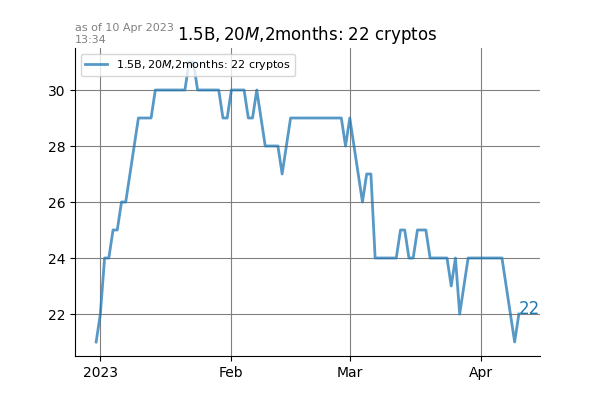 as of 10 Apr 2023
13:34
1.5B, 20M,2months: 22 cryptos
1.5B, 20M,2months: 22 cryptos
30
28
26
24
22
22
2023
Feb
Mar
Apr